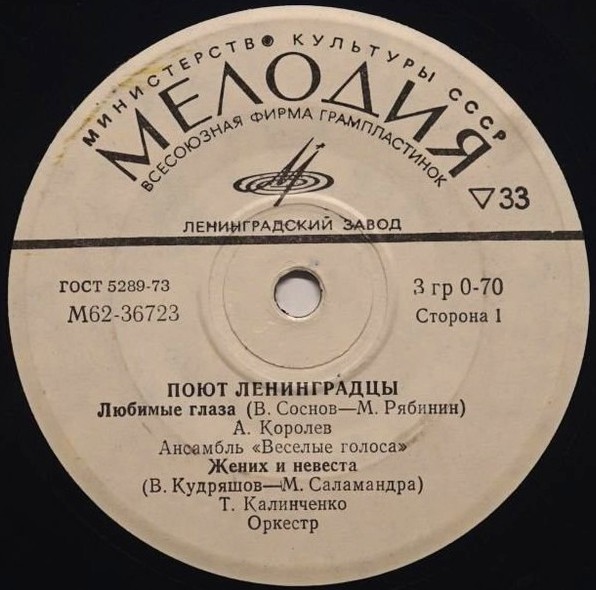 МИНИСТЕРСТВО КУЛЬТУРЫ СССР
МЕЛОДИЯ
ВСЕСОЮЗНАЯ ФИРМА ГРАМПЛАСТИНОК
▽33
ЛЕНИНГРАДСКИЙ ЗАВОД
ГОСТ 5289-73
М62-36723
3 гр 0-70
Сторона 1
ПОЮТ ЛЕНИНГРАДЦЫ
Любимые глаза (В. Соснов—М. Рябинин)
А. Королев
Ансамбль «Веселые голоса»
Жених и невеста
(В. Кудряшов—М. Саламандра)
Т. Калинченко
Оркестр